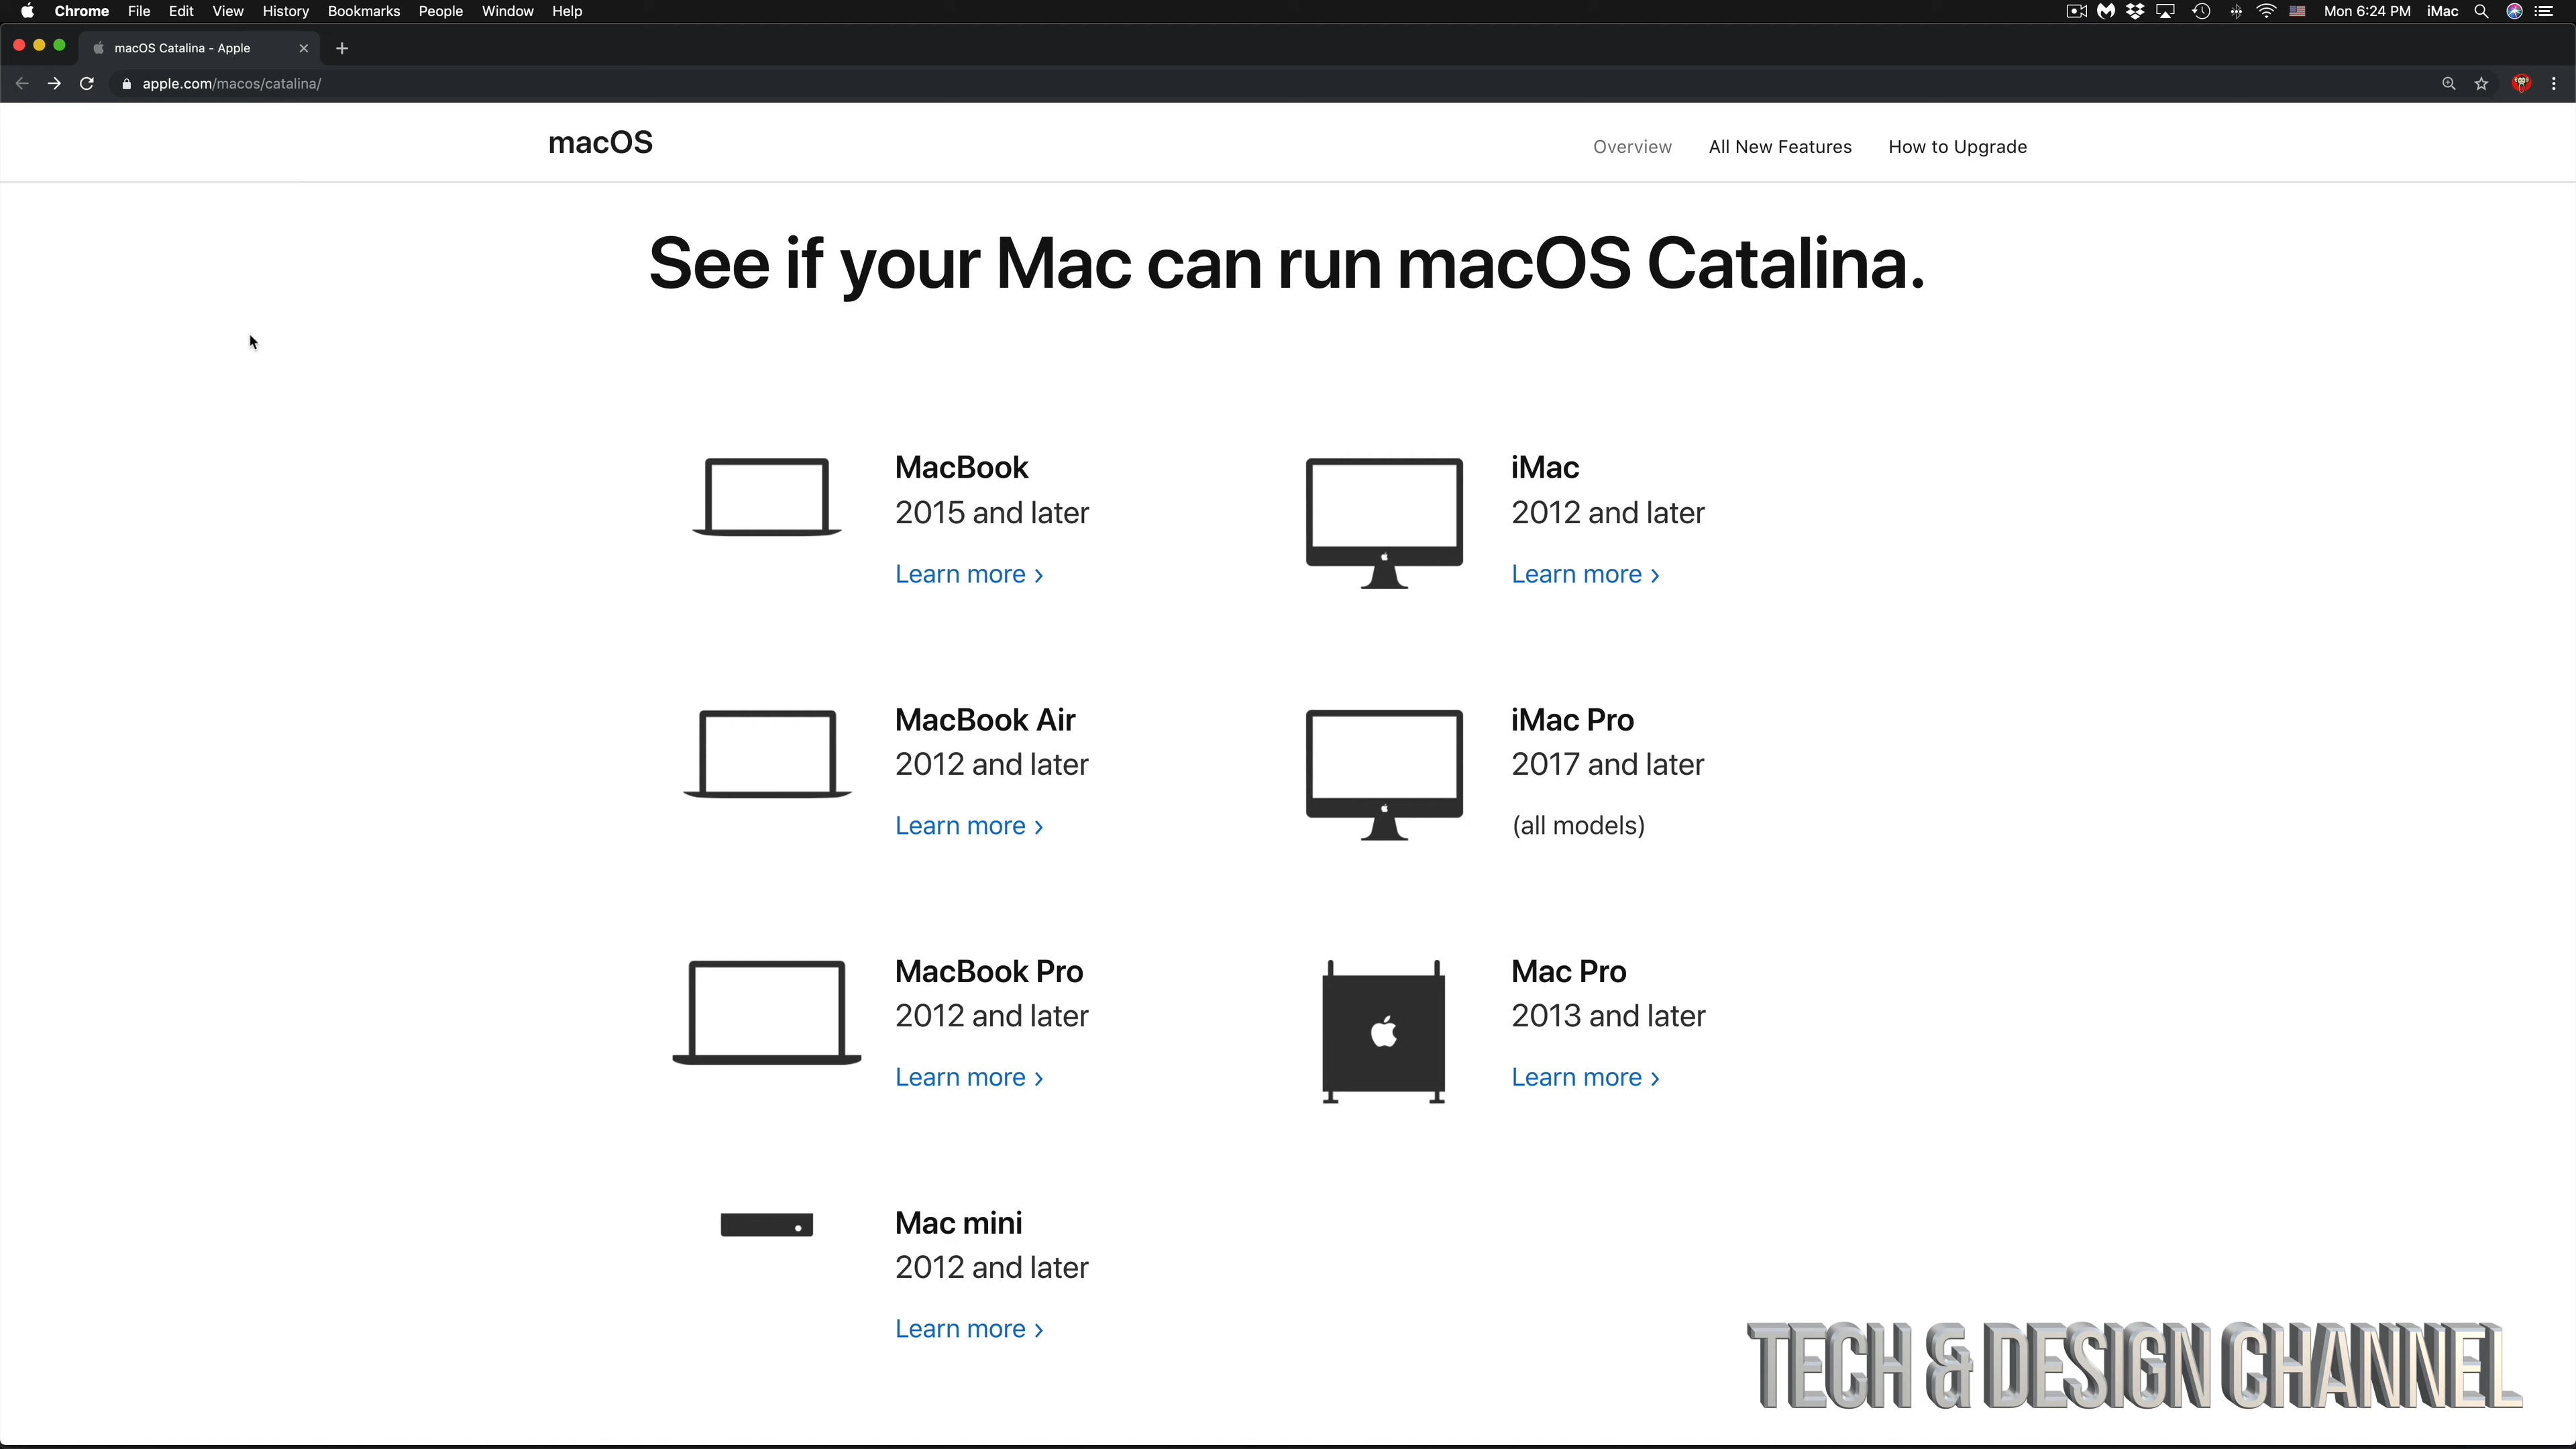 Chrome File Edit View History Bookmarks People Window Help Mon 6:24 PM iMac
macOS Catalina - Apple
apple.com/macos/catalina/
macOS Overview All New Features How to Upgrade
See if your Mac can run macOS Catalina.
MacBook
2015 and later
Learn more >
iMac
2012 and later
Learn more >
MacBook Air
2012 and later
Learn more >
iMac Pro
2017 and later
(all models)
MacBook Pro
2012 and later
Learn more >
Mac Pro
2013 and later
Learn more >
Mac mini
2012 and later
Learn more >
TECH & DESIGN CHANNEL